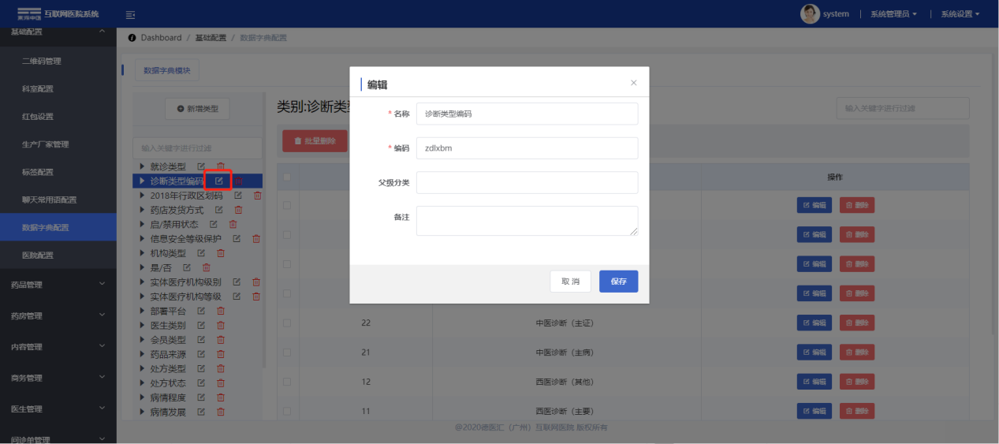 互联网医院系统
system | 系统管理员 | 系统设置
Dashboard / 基础配置 / 数据字典配置
基础配置
二维码管理
科室配置
红包设置
生产厂家管理
标签配置
聊天常用语配置
数据字典配置
医院配置
药品管理
药房管理
内容管理
商务管理
医生管理
问诊单管理
数据字典模块
新增类型
输入关键字进行过滤
就诊类型
诊断类型编码
2018年行政区划码
药店发货方式
启/禁用状态
信息安全等级保护
机构类型
是/否
实体医疗机构级别
实体医疗机构等级
部署平台
医生类别
会员类型
药品来源
处方类型
处方状态
病情程度
病情发展
类别:诊断类
输入关键字进行过滤
批量删除
操作
编辑 删除
编辑 删除
编辑 删除
编辑 删除
22 中医诊断（主证） 编辑 删除
21 中医诊断（主病） 编辑 删除
12 西医诊断（其他） 编辑 删除
11 西医诊断（主要） 编辑 删除
编辑
* 名称 诊断类型编码
* 编码 zdlxbm
父级分类
备注
取消 保存
@2020德医汇（广州）互联网医院 版权所有